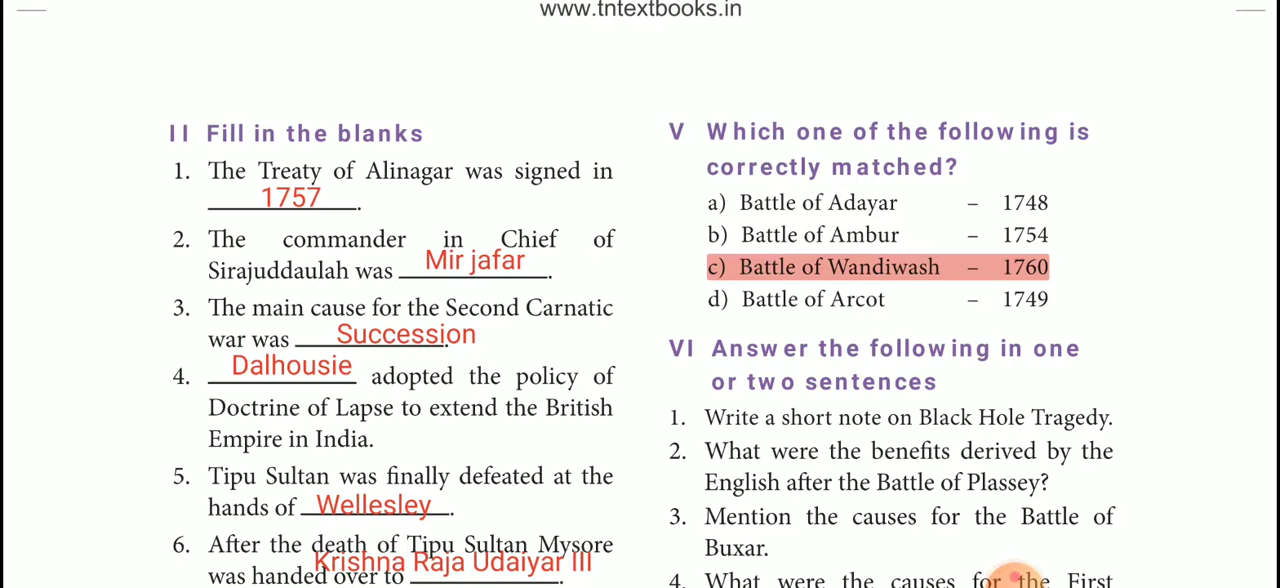 www.tntextbooks.in
II Fill in the blanks
1. The Treaty of Alinagar was signed in
1757 .
2. The commander in Chief of
Sirajuddaulah was Mir jafar .
3. The main cause for the Second Carnatic
war was Succession .
4. Dalhousie adopted the policy of
Doctrine of Lapse to extend the British
Empire in India.
5. Tipu Sultan was finally defeated at the
hands of Wellesley .
6. After the death of Tipu Sultan Mysore
was handed over to Krishna Raja Udaiyar III .
V Which one of the following is
correctly matched?
a) Battle of Adayar – 1748
b) Battle of Ambur – 1754
c) Battle of Wandiwash – 1760
d) Battle of Arcot – 1749
VI Answer the following in one
or two sentences
1. Write a short note on Black Hole Tragedy.
2. What were the benefits derived by the
English after the Battle of Plassey?
3. Mention the causes for the Battle of
Buxar.
4. What were the causes for the First